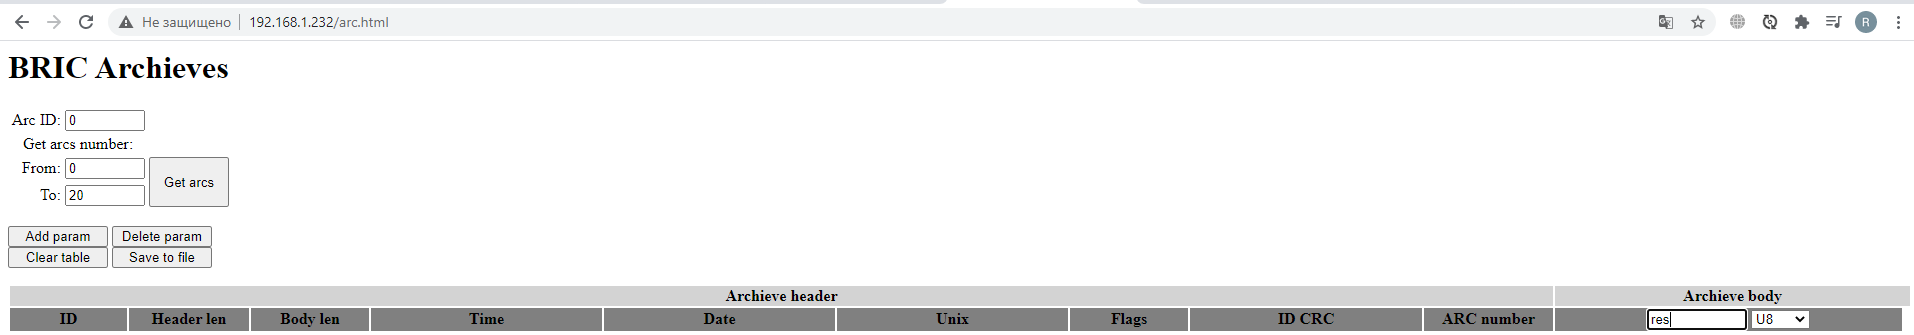 Не защищено 192.168.1.232/arc.html
R
BRIC Archieves
Arc ID: 0
Get arcs number:
From: 0
Get arcs
To: 20
Add param Delete param
Clear table Save to file
Archieve header Archieve body
ID Header len Body len Time Date Unix Flags ID CRC ARC number res U8